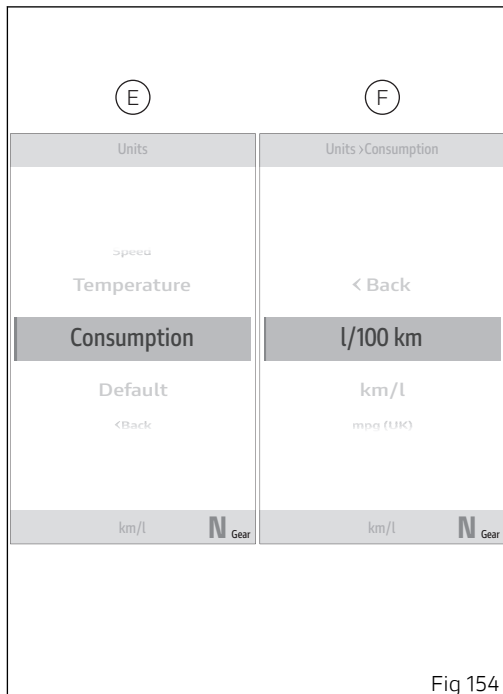 E
F
Units
Speed
Temperature
Consumption
Default
<Back
km/l
N Gear
Units ›Consumption
< Back
l/100 km
km/l
mpg (UK)
km/l
N Gear
Fig 154